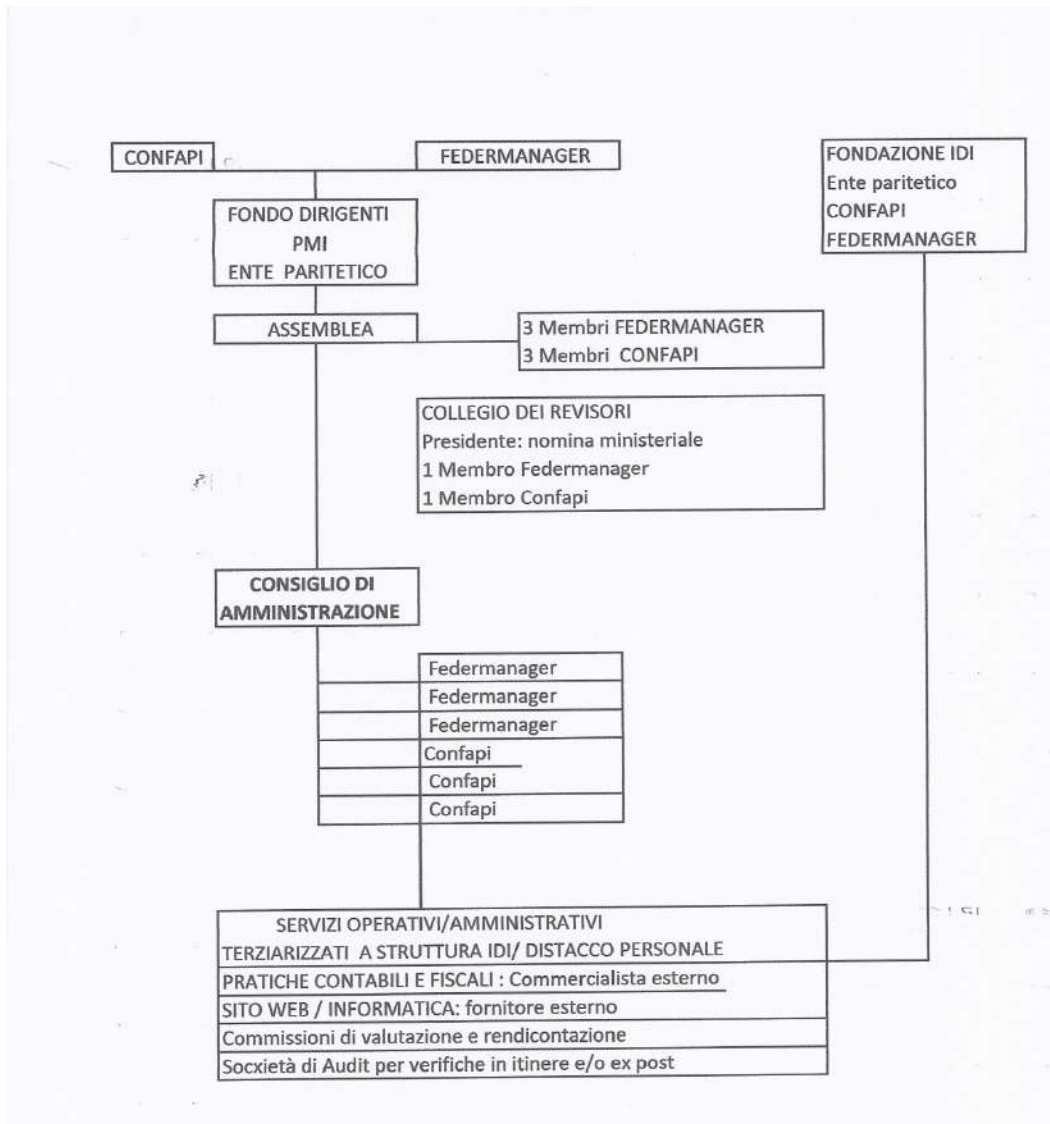 CONFAPI
FEDERMANAGER
FONDO DIRIGENTI
PMI
ENTE PARITETICO
FONDAZIONE IDI
Ente paritetico
CONFAPI
FEDERMANAGER
ASSEMBLEA
3 Membri FEDERMANAGER
3 Membri CONFAPI
COLLEGIO DEI REVISORI
Presidente: nomina ministeriale
1 Membro Federmanager
1 Membro Confapi
CONSIGLIO DI
AMMINISTRAZIONE
Federmanager
Federmanager
Federmanager
Confapi
Confapi
Confapi
SERVIZI OPERATIVI/AMMINISTRATIVI
TERZIARIZZATI A STRUTTURA IDI/ DISTACCO PERSONALE
PRATICHE CONTABILI E FISCALI : Commercialista esterno
SITO WEB / INFORMATICA: fornitore esterno
Commissioni di valutazione e rendicontazione
Socxietà di Audit per verifiche in itinere e/o ex post